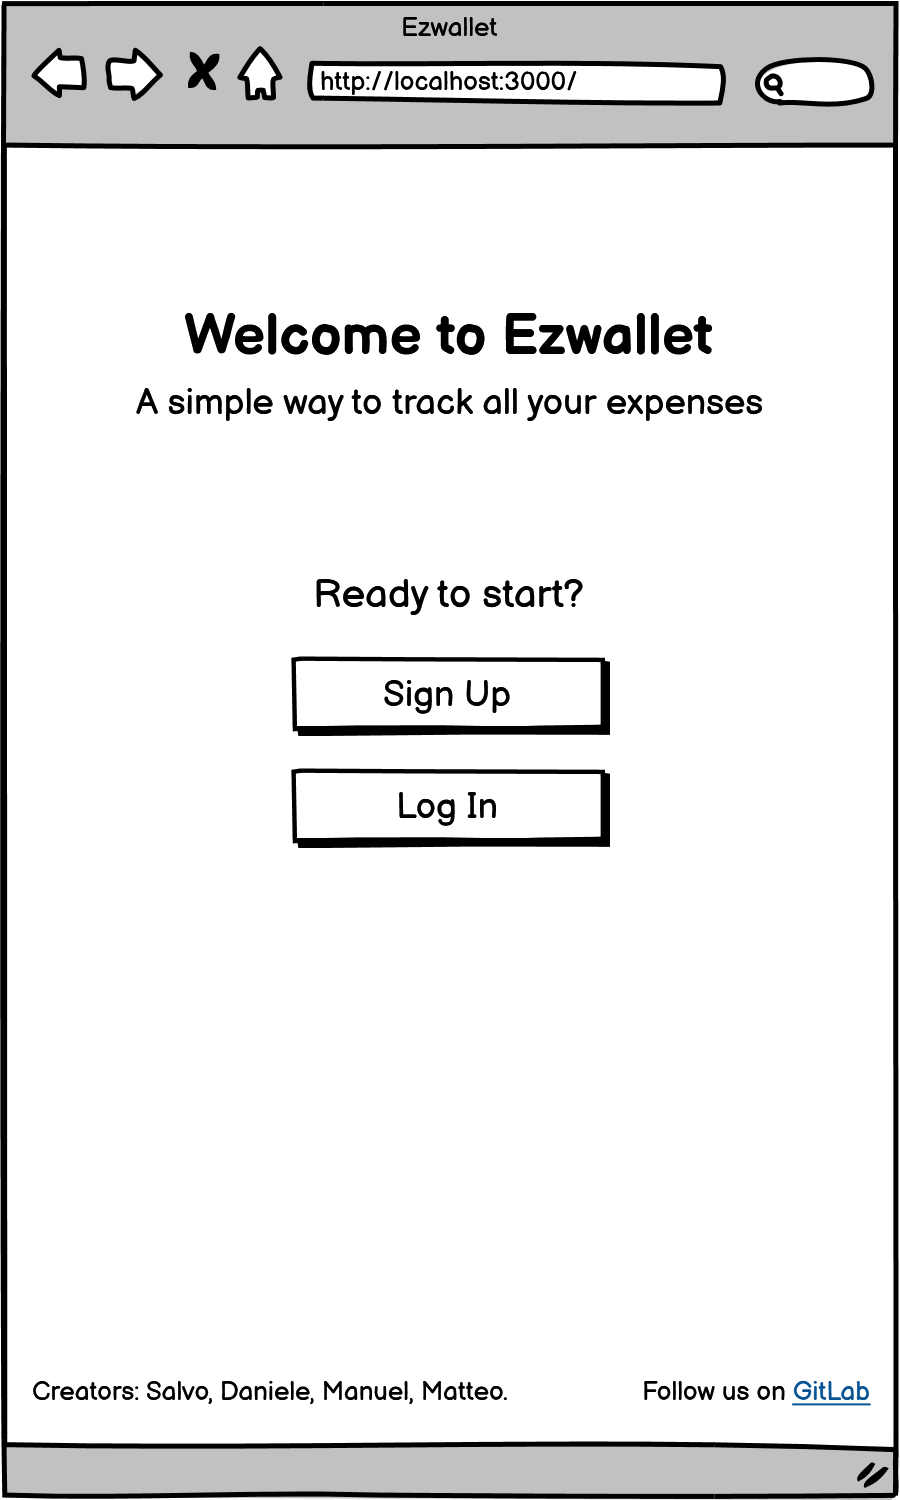 Ezwallet
http://localhost:3000/
Welcome to Ezwallet
A simple way to track all your expenses
Ready to start?
Sign Up
Log In
Creators: Salvo, Daniele, Manuel, Matteo.
Follow us on GitLab